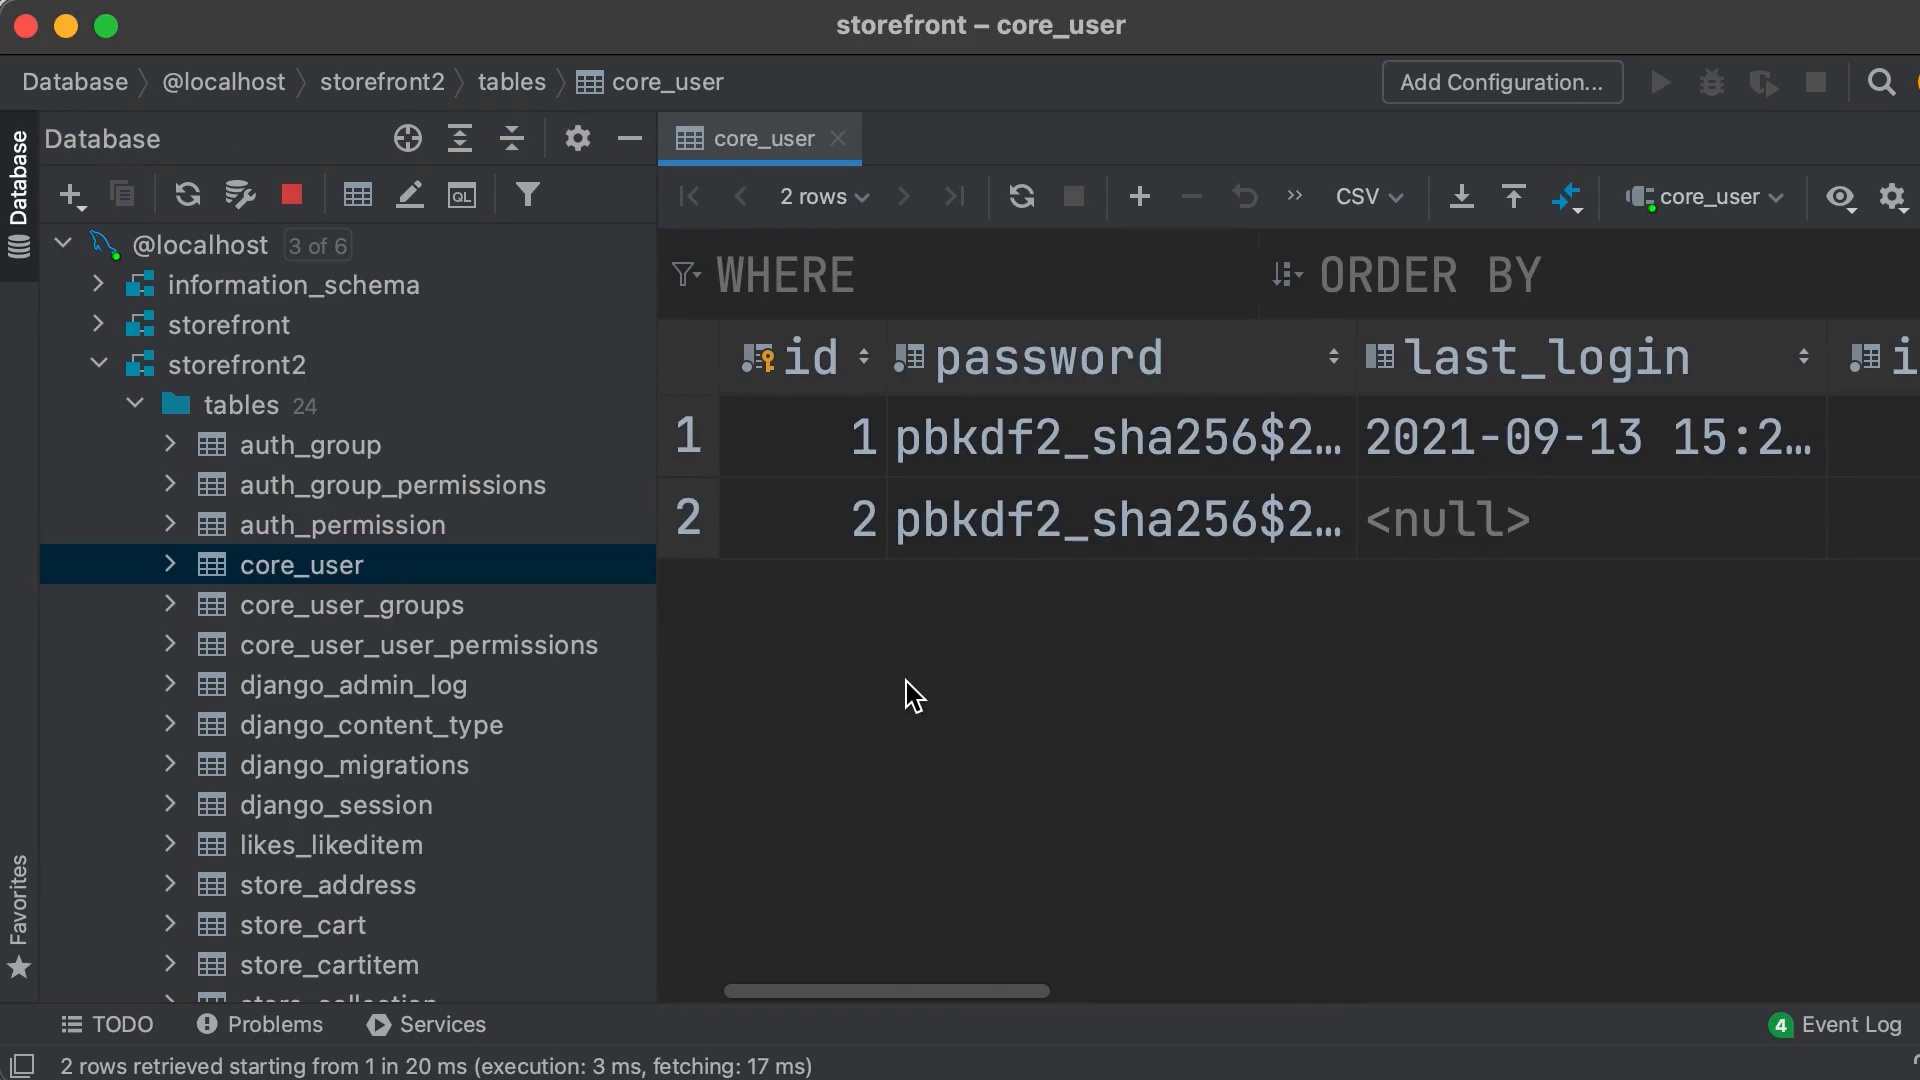 storefront – core_user
Database @localhost storefront2 tables core_user
Add Configuration...
Database
Database
core_user
2 rows
CSV
core_user
@localhost 3 of 6
information_schema
storefront
storefront2
tables 24
auth_group
auth_group_permissions
auth_permission
core_user
core_user_groups
core_user_user_permissions
django_admin_log
django_content_type
django_migrations
django_session
likes_likeditem
store_address
store_cart
store_cartitem
store_collection
WHERE
ORDER BY
id password last_login i
1 1 pbkdf2_sha256$2… 2021-09-13 15:2…
2 2 pbkdf2_sha256$2… <null>
Favorites
TODO
Problems
Services
4 Event Log
2 rows retrieved starting from 1 in 20 ms (execution: 3 ms, fetching: 17 ms)